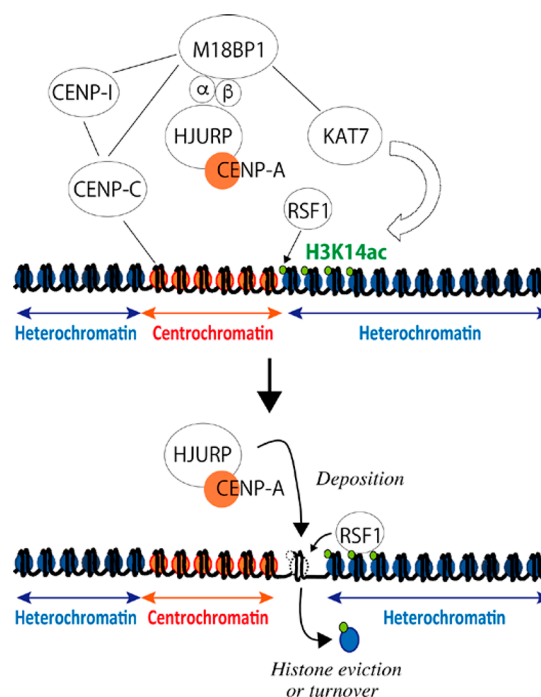 M18BP1
CENP-I
α β
HJURP
KAT7
CENP-A
CENP-C
RSF1
H3K14ac
Heterochromatin Centrochromatin Heterochromatin
HJURP
CENP-A
Deposition
RSF1
Heterochromatin Centrochromatin Heterochromatin
Histone eviction
or turnover